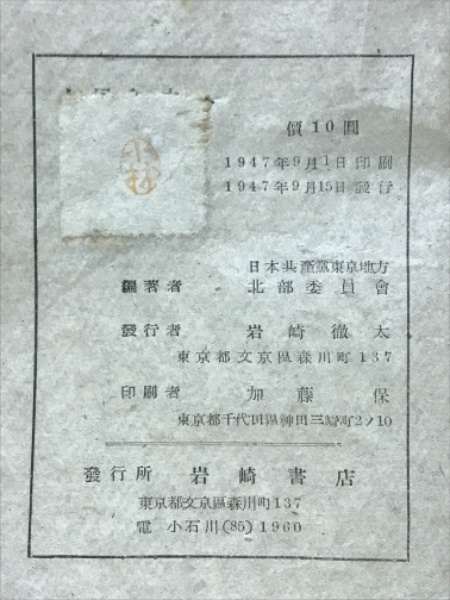 價10圓
1947年9月1日印刷
1947年9月15日發行
日本共產黨東京地方
編著者 北部委員會
發行者 岩崎徹太
東京都文京區森川町137
印刷者 加藤保
東京都千代田區神田三崎町2ノ10
發行所 岩崎書店
東京都文京區森川町137
電 小石川(85)1960